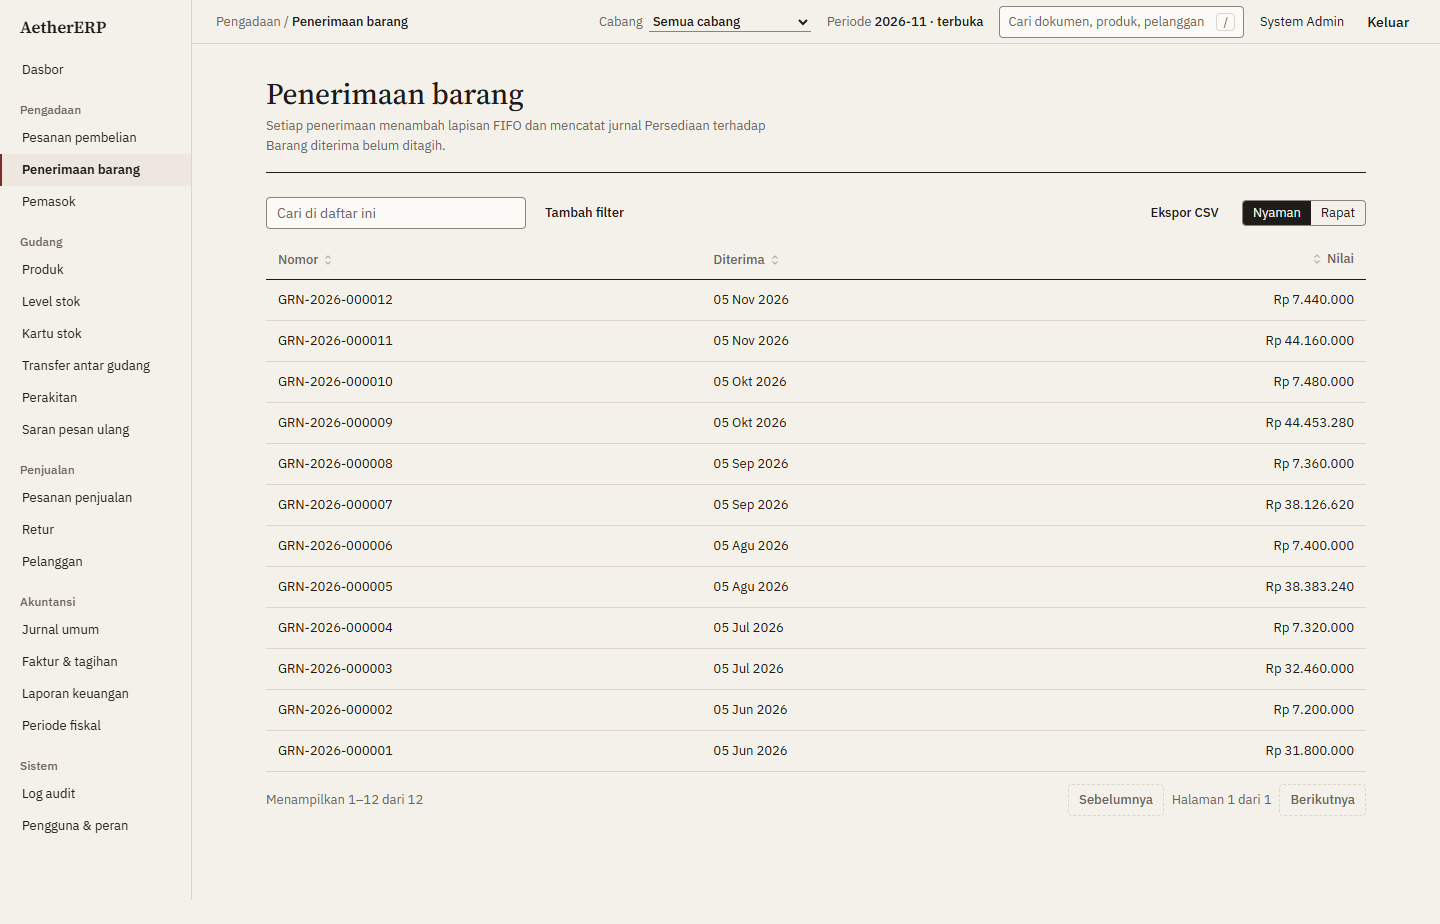 AetherERP
Dasbor
Pengadaan
Pesanan pembelian
Penerimaan barang
Pemasok
Gudang
Produk
Level stok
Kartu stok
Transfer antar gudang
Perakitan
Saran pesan ulang
Penjualan
Pesanan penjualan
Retur
Pelanggan
Akuntansi
Jurnal umum
Faktur & tagihan
Laporan keuangan
Periode fiskal
Sistem
Log audit
Pengguna & peran
Pengadaan / Penerimaan barang
Cabang Semua cabang
Periode 2026-11 · terbuka
Cari dokumen, produk, pelanggan /
System Admin
Keluar
Penerimaan barang
Setiap penerimaan menambah lapisan FIFO dan mencatat jurnal Persediaan terhadap
Barang diterima belum ditagih.
Cari di daftar ini
Tambah filter
Ekspor CSV
Nyaman Rapat
Nomor Diterima Nilai
GRN-2026-000012 05 Nov 2026 Rp 7.440.000
GRN-2026-000011 05 Nov 2026 Rp 44.160.000
GRN-2026-000010 05 Okt 2026 Rp 7.480.000
GRN-2026-000009 05 Okt 2026 Rp 44.453.280
GRN-2026-000008 05 Sep 2026 Rp 7.360.000
GRN-2026-000007 05 Sep 2026 Rp 38.126.620
GRN-2026-000006 05 Agu 2026 Rp 7.400.000
GRN-2026-000005 05 Agu 2026 Rp 38.383.240
GRN-2026-000004 05 Jul 2026 Rp 7.320.000
GRN-2026-000003 05 Jul 2026 Rp 32.460.000
GRN-2026-000002 05 Jun 2026 Rp 7.200.000
GRN-2026-000001 05 Jun 2026 Rp 31.800.000
Menampilkan 1–12 dari 12
Sebelumnya Halaman 1 dari 1 Berikutnya